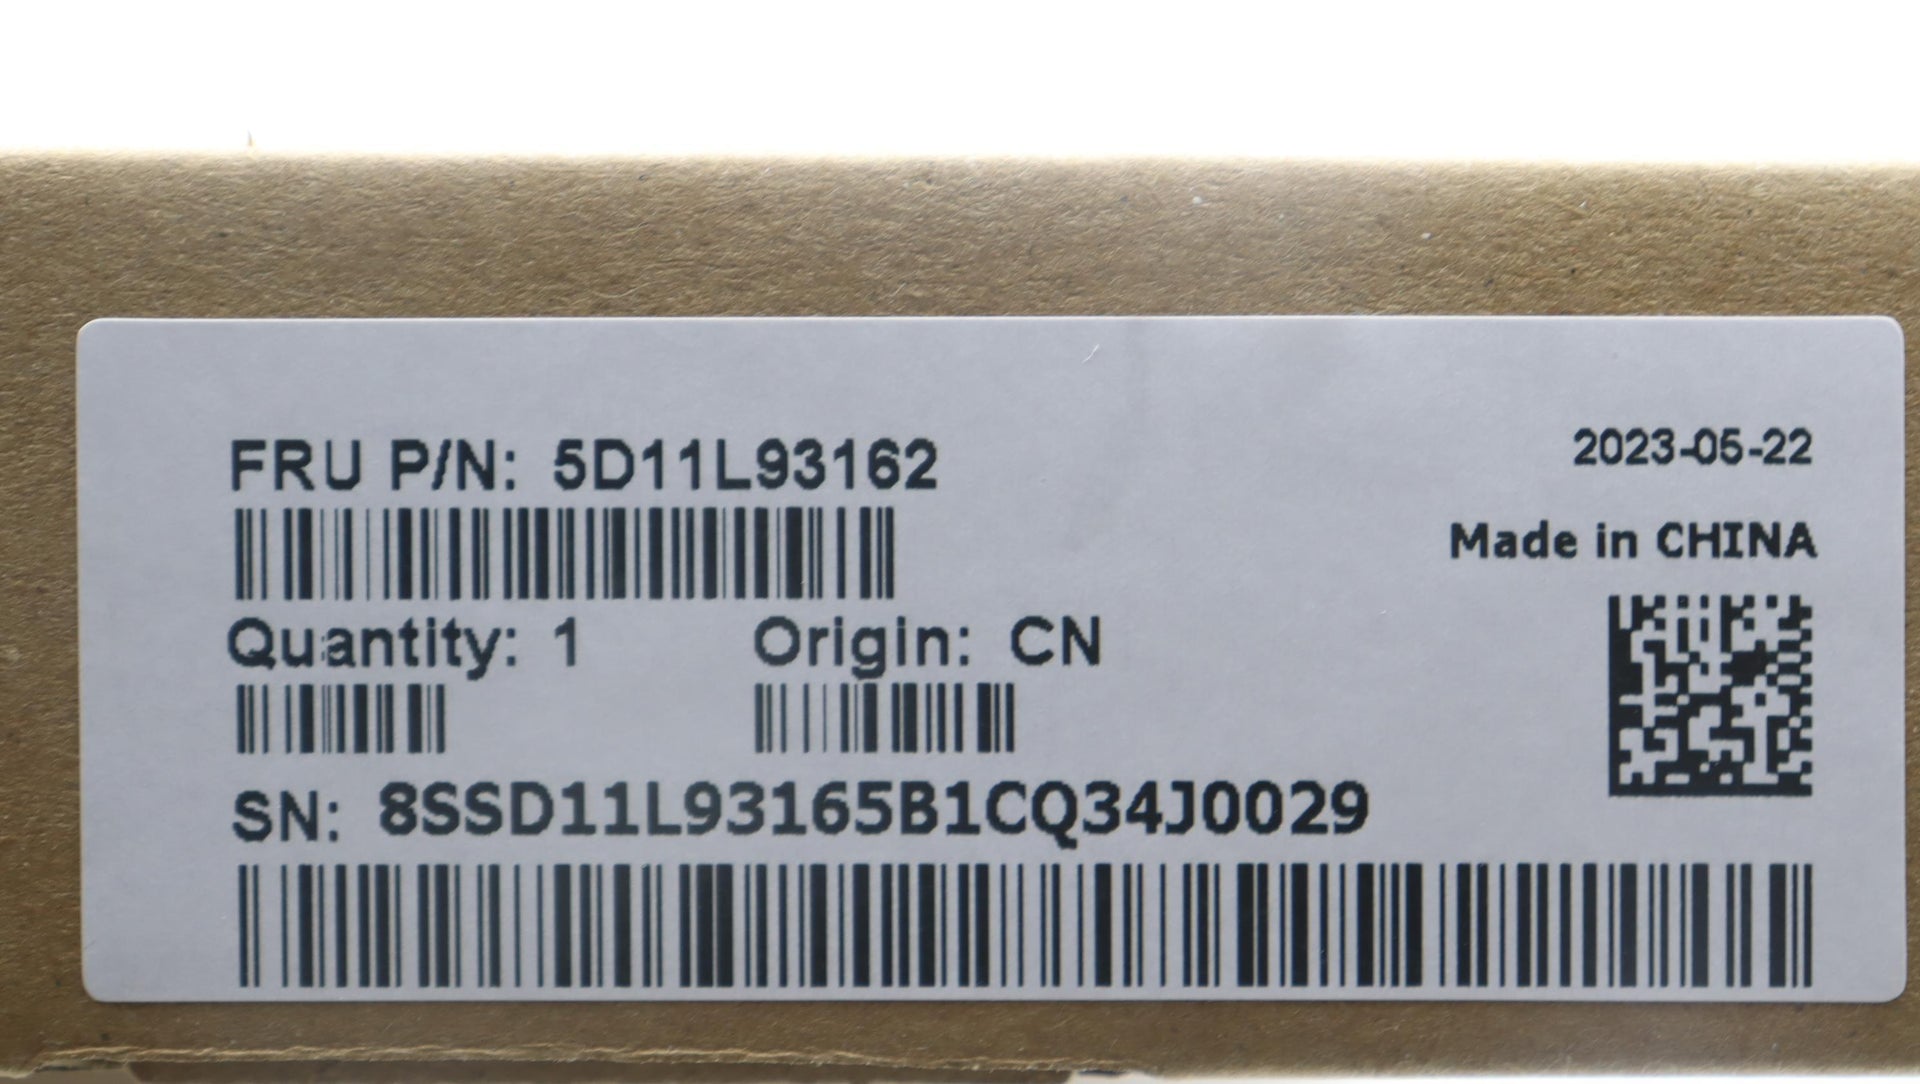 FRU P/N: 5D11L93162
2023-05-22
Made in CHINA
Quantity: 1
Origin: CN
SN: 8SSD11L93165B1CQ34J0029